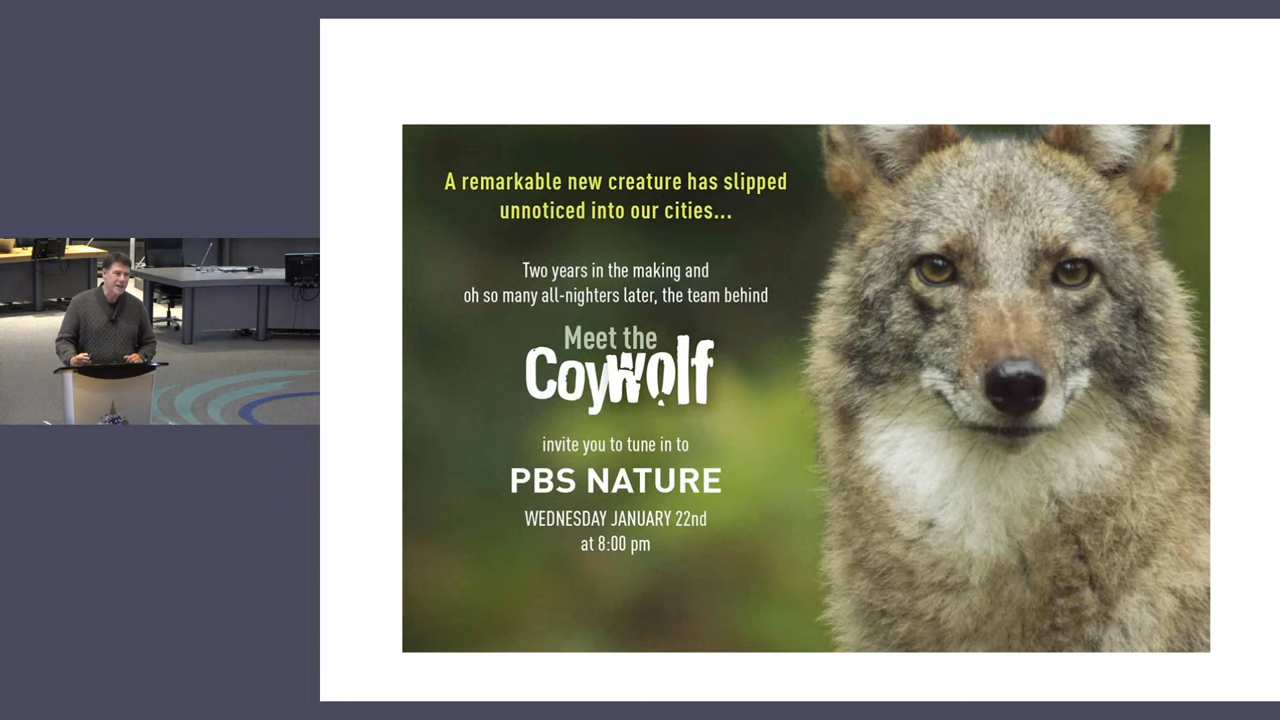 A remarkable new creature has slipped
unnoticed into our cities...
Two years in the making and
oh so many all-nighters later, the team behind
Meet the
Coywolf
invite you to tune in to
PBS NATURE
WEDNESDAY JANUARY 22nd
at 8:00 pm